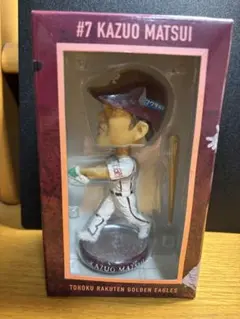 #7 KAZUO MATSUI
KAZUO MATSUI
TOHOKU RAKUTEN GOLDEN EAGLES